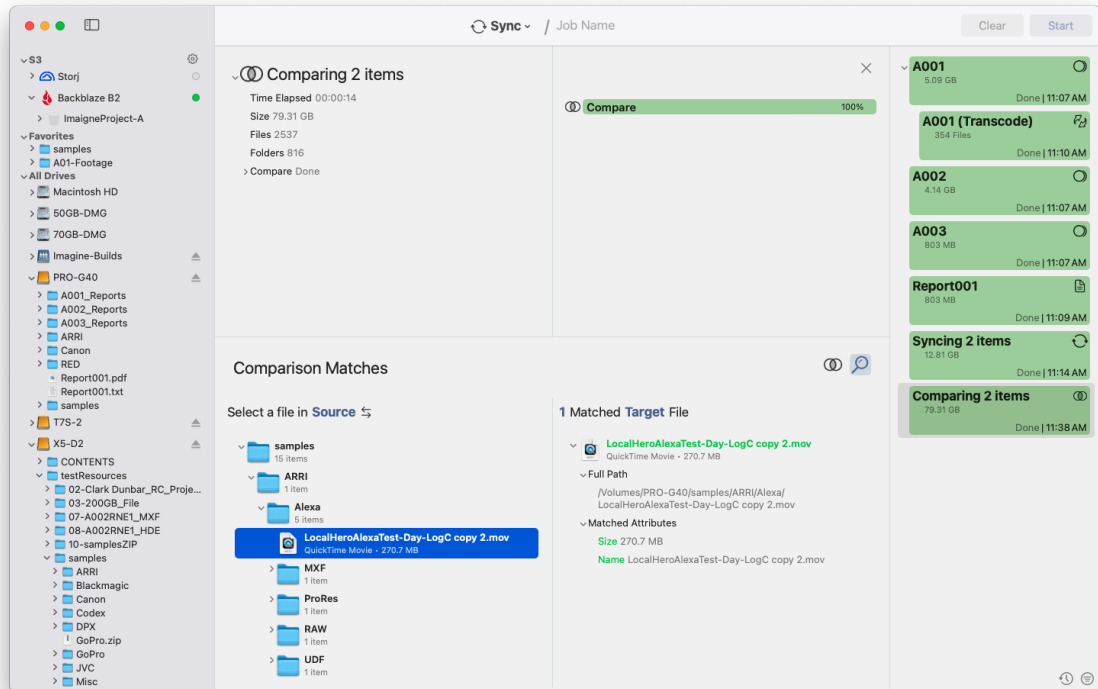 Sync
/ Job Name
Clear
Start
S3
Storj
Backblaze B2
ImaigneProject-A
Favorites
samples
A01-Footage
All Drives
Macintosh HD
50GB-DMG
70GB-DMG
Imagine-Builds
PRO-G40
A001_Reports
A002_Reports
A003_Reports
ARRI
Canon
RED
Report001.pdf
Report001.txt
samples
T7S-2
X5-D2
CONTENTS
testResources
02-Clark Dunbar_RC_Proje...
03-200GB_File
07-A002RNE1_MXF
08-A002RNE1_HDE
10-samplesZIP
samples
ARRI
Blackmagic
Canon
Codex
DPX
GoPro.zip
GoPro
JVC
Misc
Comparing 2 items
Time Elapsed 00:00:14
Size 79.31 GB
Files 2537
Folders 816
Compare Done
Compare 100%
Comparison Matches
Select a file in Source
samples
15 items
ARRI
1 item
Alexa
5 items
LocalHeroAlexaTest-Day-LogC copy 2.mov
QuickTime Movie • 270.7 MB
MXF
1 item
ProRes
1 item
RAW
1 item
UDF
1 item
1 Matched Target File
LocalHeroAlexaTest-Day-LogC copy 2.mov
QuickTime Movie • 270.7 MB
Full Path
/Volumes/PRO-G40/samples/ARRI/Alexa/
LocalHeroAlexaTest-Day-LogC copy 2.mov
Matched Attributes
Size 270.7 MB
Name LocalHeroAlexaTest-Day-LogC copy 2.mov
A001
5.09 GB
Done | 11:07 AM
A001 (Transcode)
354 Files
Done | 11:10 AM
A002
4.14 GB
Done | 11:07 AM
A003
803 MB
Done | 11:07 AM
Report001
803 MB
Done | 11:09 AM
Syncing 2 items
12.81 GB
Done | 11:14 AM
Comparing 2 items
79.31 GB
Done | 11:38 AM